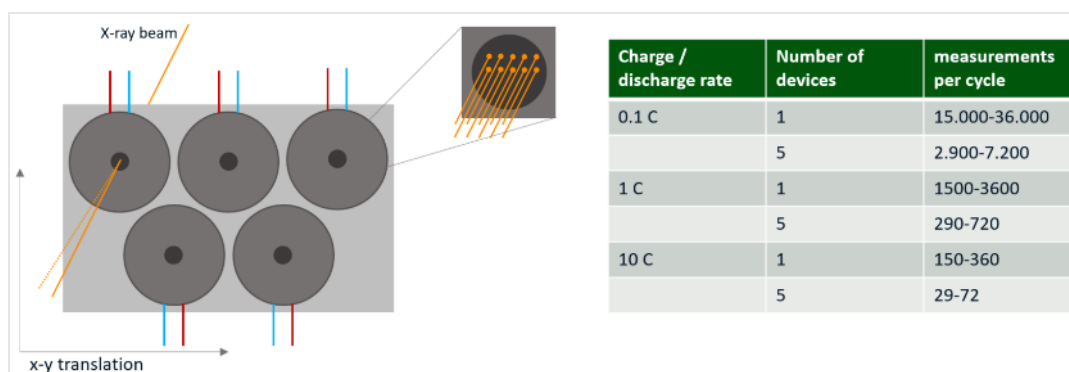 X-ray beam
x-y translation
Charge / discharge rate	Number of devices	measurements per cycle
0.1 C	1	15.000-36.000
5	2.900-7.200
1 C	1	1500-3600
5	290-720
10 C	1	150-360
5	29-72